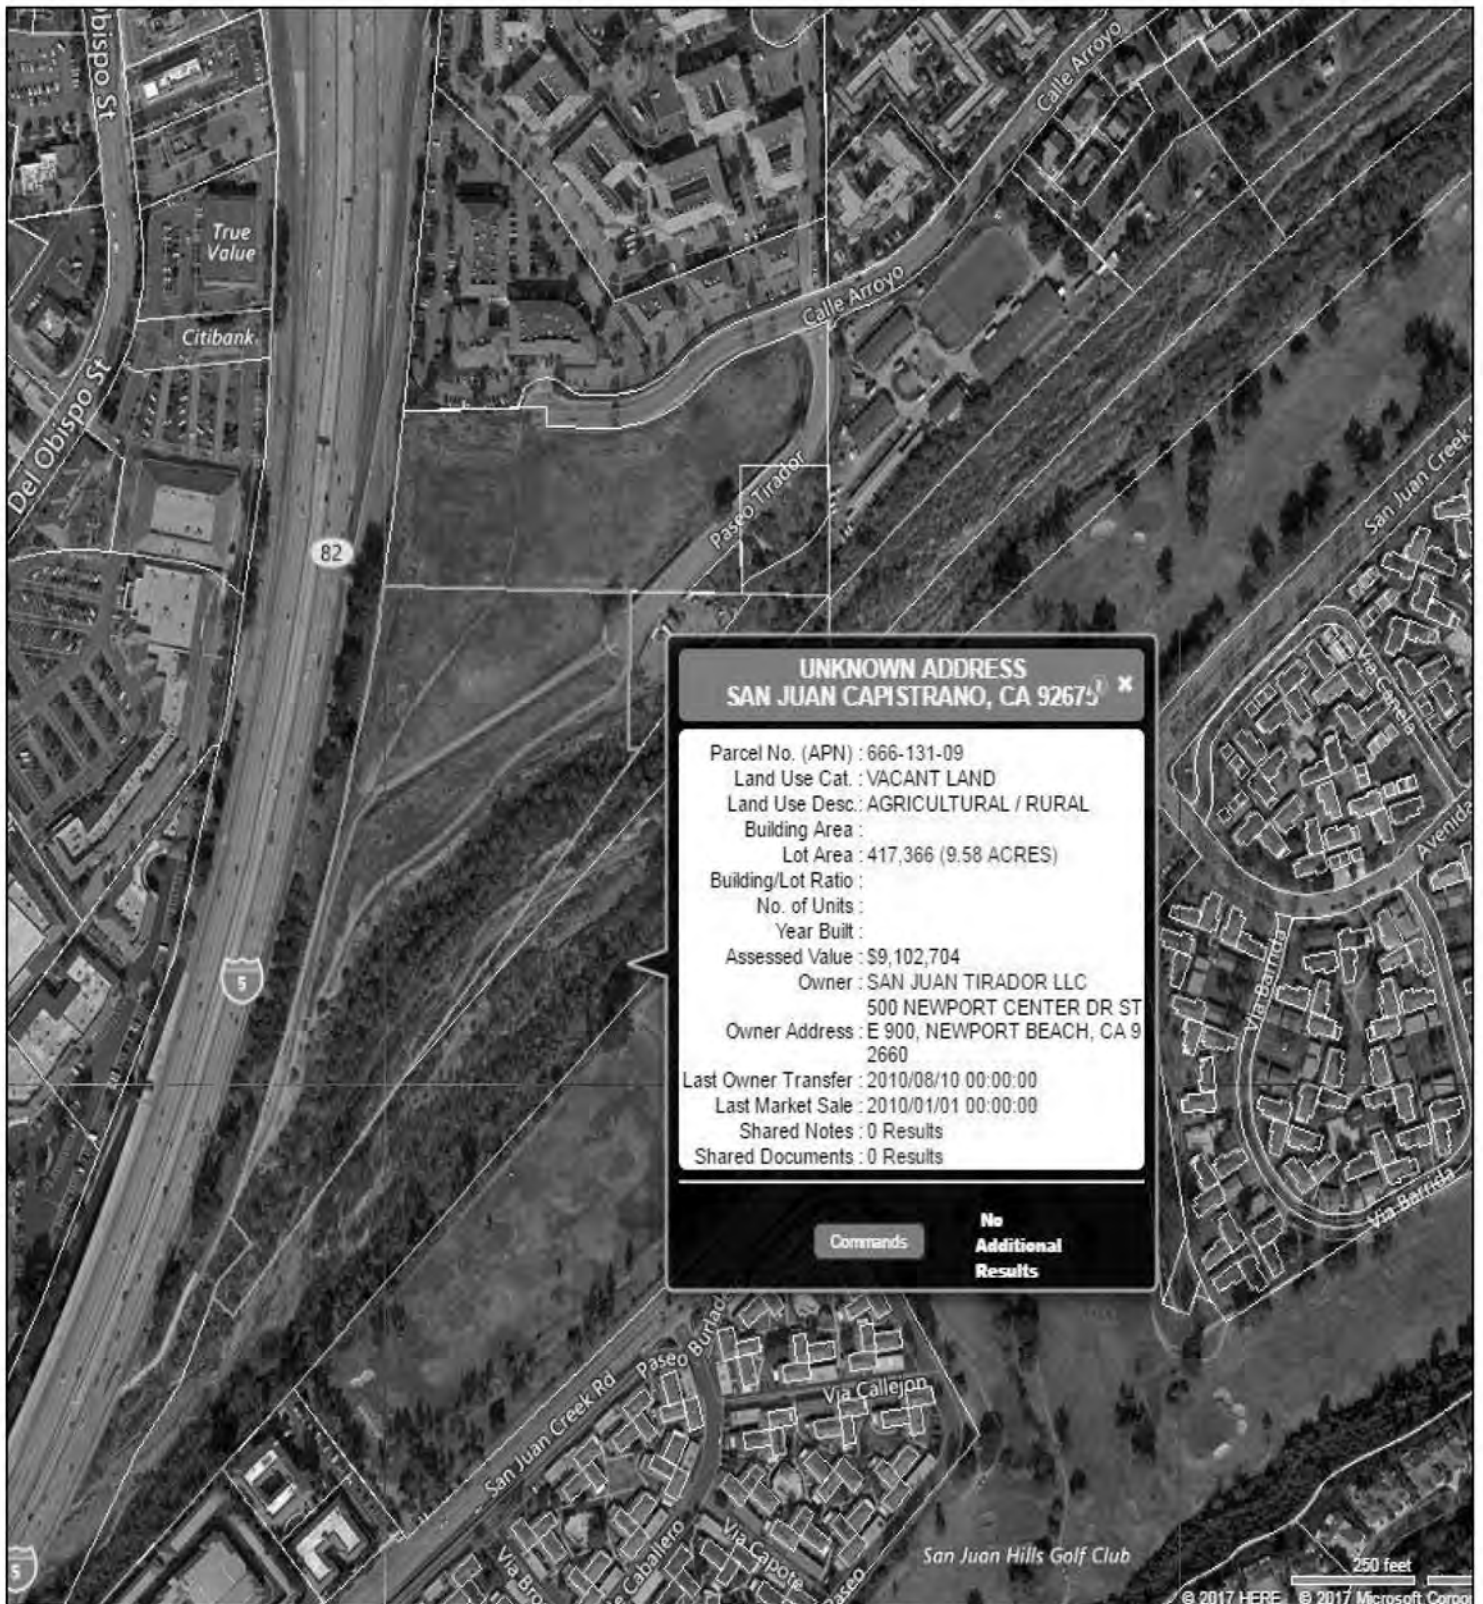 bispo St
Calle Arroyo
True
Value
Calle Arroyo
Citibank
Del Obispo St
San Juan Creek
Paseo Tirador
82
UNKNOWN ADDRESS
SAN JUAN CAPISTRANO, CA 92675
Via Canela
Parcel No. (APN) : 666-131-09
Land Use Cat. : VACANT LAND
Land Use Desc.: AGRICULTURAL / RURAL
Building Area :
Lot Area : 417,366 (9.58 ACRES)
Building/Lot Ratio :
No. of Units :
Year Built :
Assessed Value : $9,102,704
Owner : SAN JUAN TIRADOR LLC
500 NEWPORT CENTER DR ST
Owner Address : E 900, NEWPORT BEACH, CA 9
2660
Last Owner Transfer : 2010/08/10 00:00:00
Last Market Sale : 2010/01/01 00:00:00
Shared Notes : 0 Results
Shared Documents : 0 Results
Avenida
5
Via Barrida
Via Barrida
Commands
No
Additional
Results
Paseo Burlad
Via Callejon
San Juan Creek Rd
Via Bro
Caballero
Via Capote
Paseo
San Juan Hills Golf Club
5
250 feet
© 2017 HERE © 2017 Microsoft Corpo